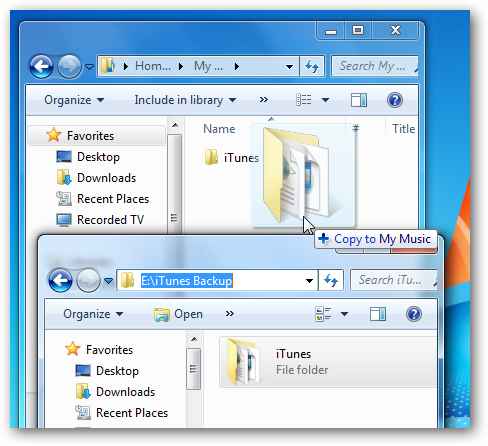 Hom... My ... Search My ...
Organize Include in library »
Favorites
Desktop
Downloads
Recent Places
Recorded TV
Name # Title
iTunes
+ Copy to My Music
E:\iTunes Backup Search iTu...
Organize Open »
Favorites
Desktop
Downloads
Recent Places
iTunes
File folder